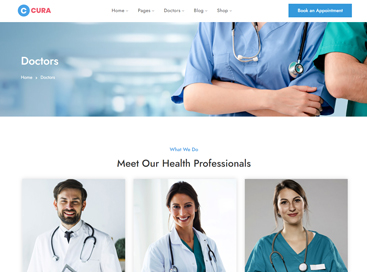 C CURA
Home Pages Doctors Blog Shop
Book an Appointment
Doctors
Home » Doctors
What We Do
Meet Our Health Professionals